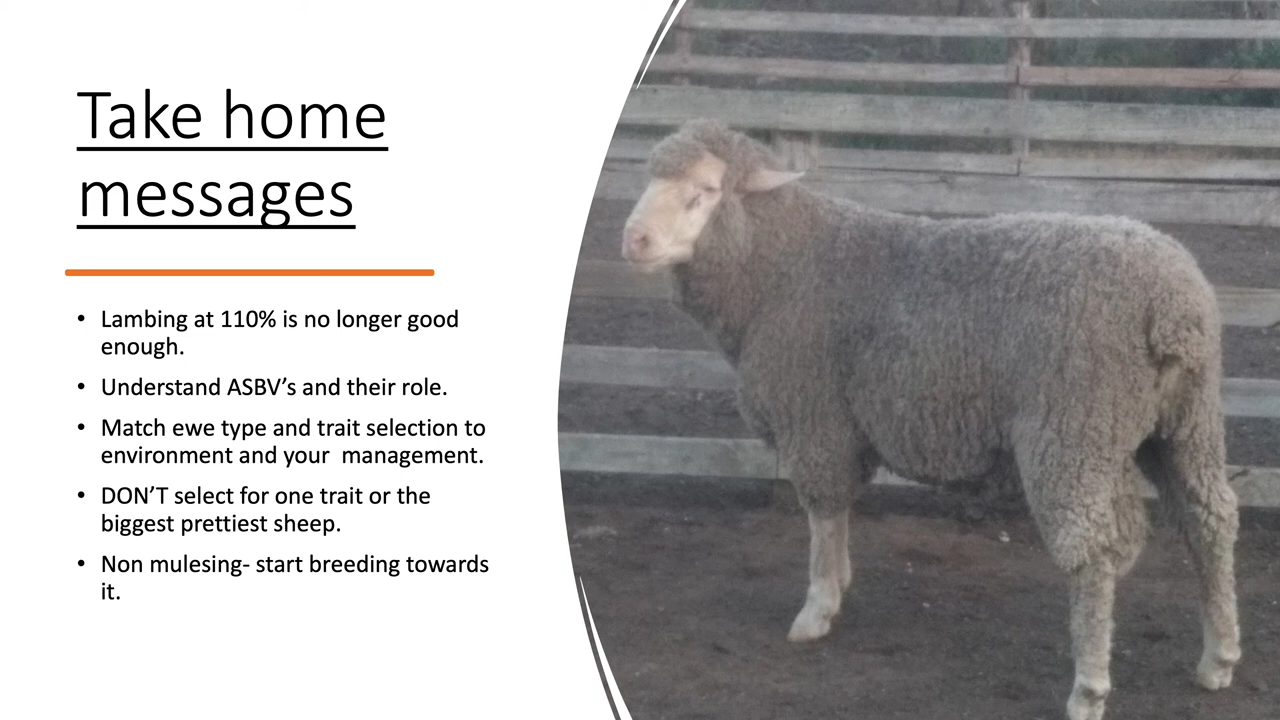 Take home
messages
• Lambing at 110% is no longer good
enough.
• Understand ASBV’s and their role.
• Match ewe type and trait selection to
environment and your  management.
• DON’T select for one trait or the
biggest prettiest sheep.
• Non mulesing- start breeding towards
it.